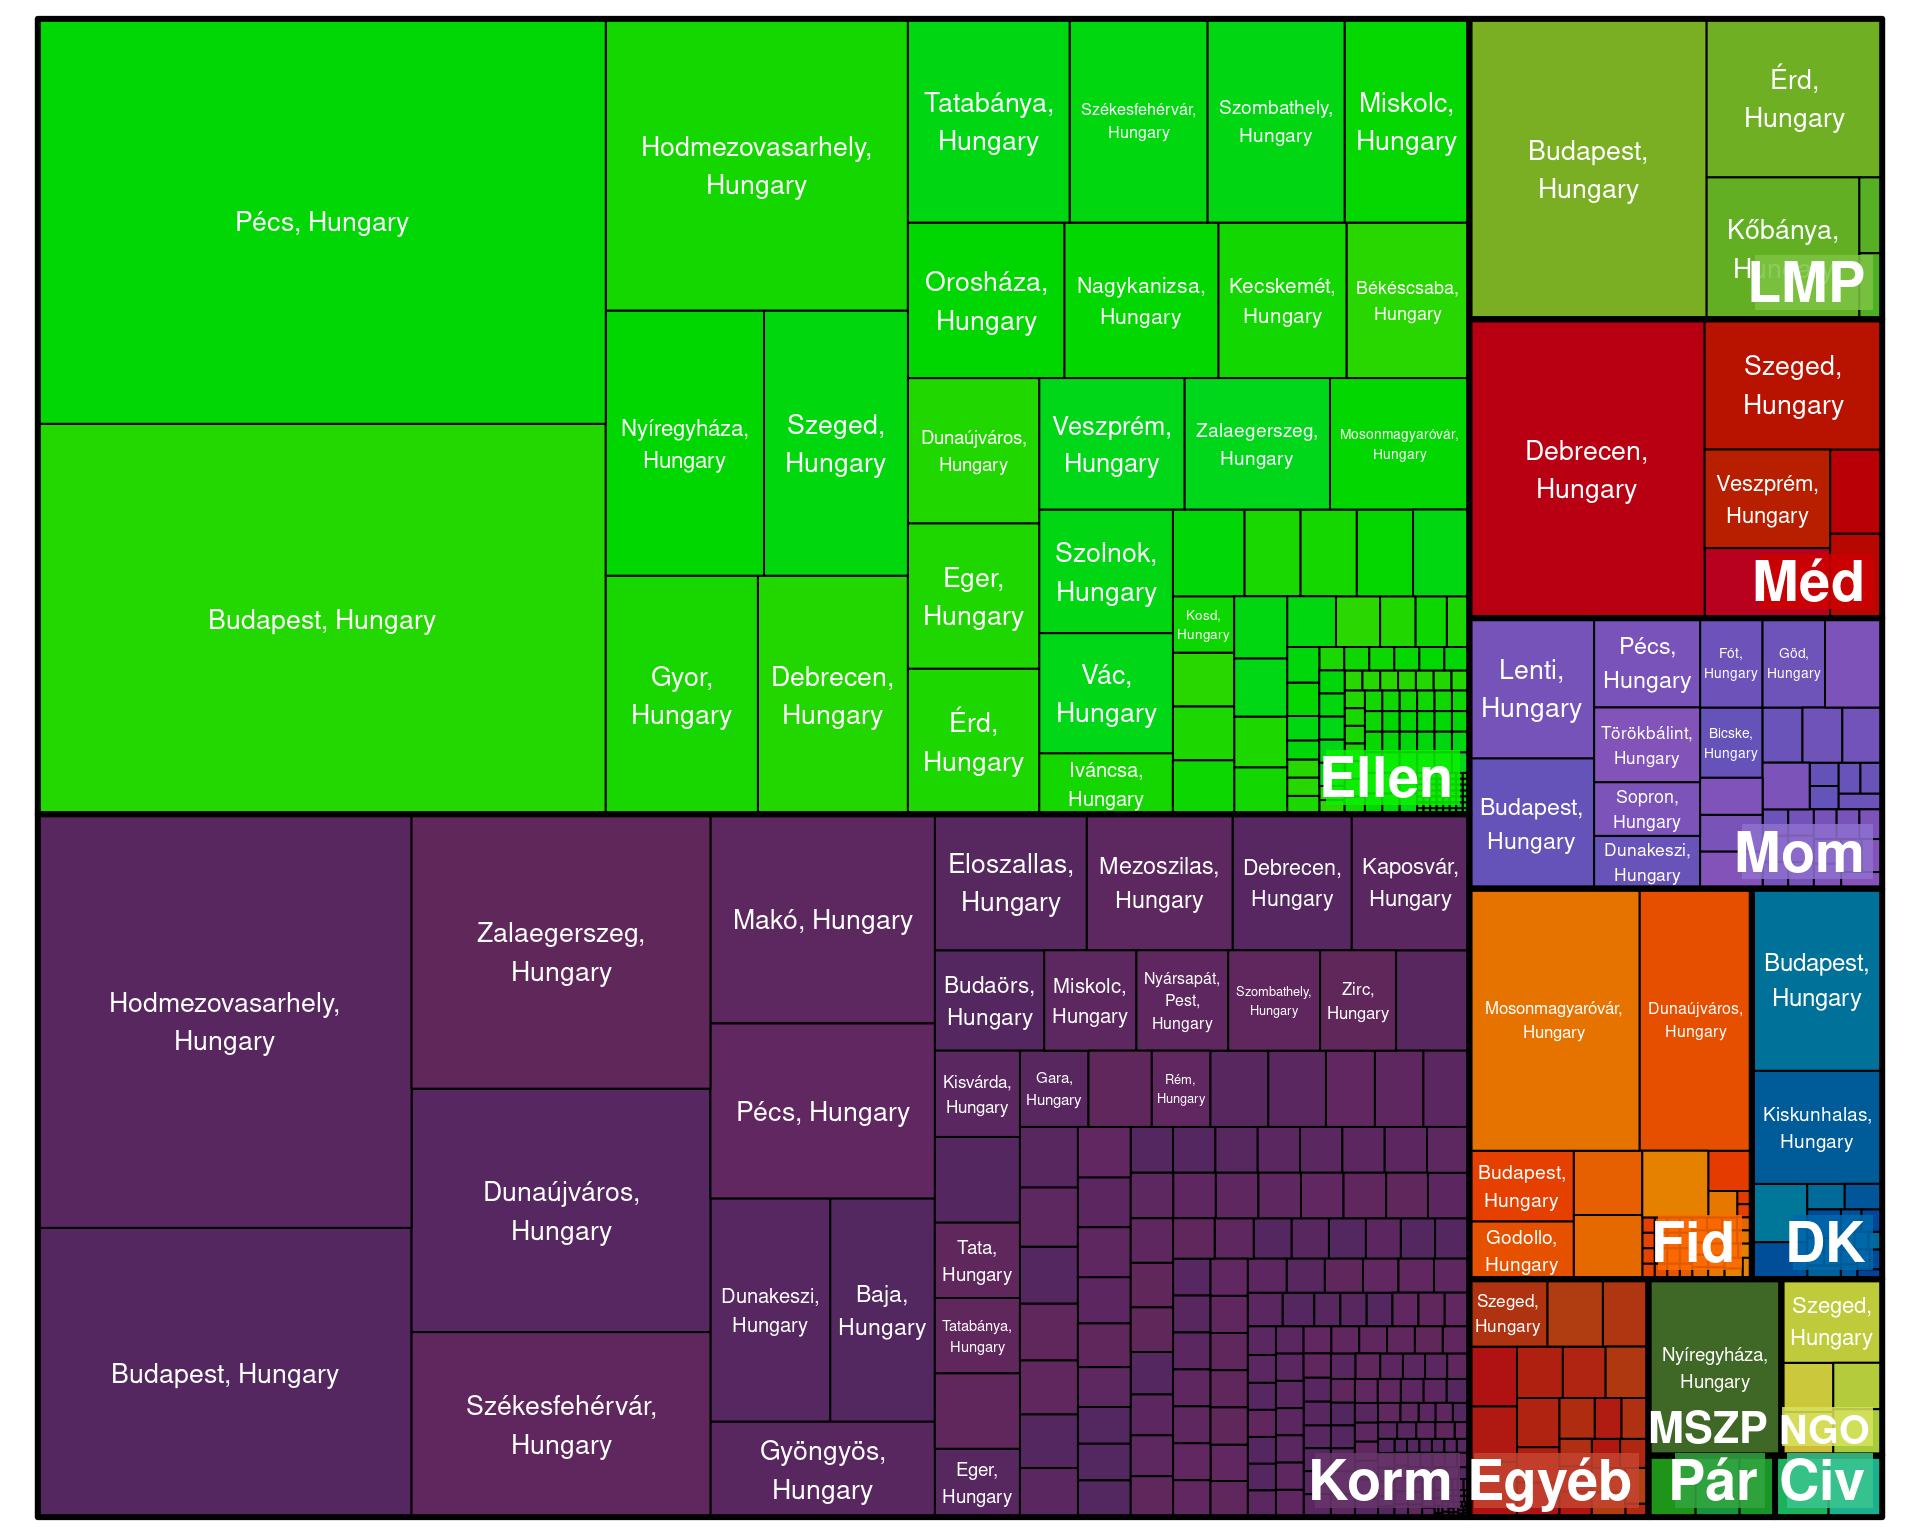 Pécs, Hungary
Budapest, Hungary
Hodmezovasarhely,
Hungary
Nyíregyháza,
Hungary
Szeged,
Hungary
Gyor,
Hungary
Debrecen,
Hungary
Tatabánya,
Hungary
Székesfehérvár,
Hungary
Szombathely,
Hungary
Miskolc,
Hungary
Orosháza,
Hungary
Nagykanizsa,
Hungary
Kecskemét,
Hungary
Békéscsaba,
Hungary
Dunaújváros,
Hungary
Veszprém,
Hungary
Zalaegerszeg,
Hungary
Mosonmagyaróvár,
Hungary
Eger,
Hungary
Szolnok,
Hungary
Kosd,
Hungary
Érd,
Hungary
Vác,
Hungary
Iváncsa,
Hungary
Ellen
Hodmezovasarhely,
Hungary
Budapest, Hungary
Zalaegerszeg,
Hungary
Dunaújváros,
Hungary
Székesfehérvár,
Hungary
Makó, Hungary
Pécs, Hungary
Dunakeszi,
Hungary
Baja,
Hungary
Gyöngyös,
Hungary
Eloszallas,
Hungary
Mezoszilas,
Hungary
Debrecen,
Hungary
Kaposvár,
Hungary
Budaörs,
Hungary
Miskolc,
Hungary
Nyársapát,
Pest,
Hungary
Szombathely,
Hungary
Zirc,
Hungary
Kisvárda,
Hungary
Gara,
Hungary
Rém,
Hungary
Tata,
Hungary
Tatabánya,
Hungary
Eger,
Hungary
Korm
Budapest,
Hungary
Érd,
Hungary
Kőbánya,
Hungary
LMP
Debrecen,
Hungary
Szeged,
Hungary
Veszprém,
Hungary
Méd
Lenti,
Hungary
Budapest,
Hungary
Pécs,
Hungary
Törökbálint,
Hungary
Sopron,
Hungary
Dunakeszi,
Hungary
Fót,
Hungary
Göd,
Hungary
Bicske,
Hungary
Mom
Mosonmagyaróvár,
Hungary
Dunaújváros,
Hungary
Budapest,
Hungary
Godollo,
Hungary
Fid
Budapest,
Hungary
Kiskunhalas,
Hungary
DK
Szeged,
Hungary
Egyéb
Nyíregyháza,
Hungary
MSZP
Szeged,
Hungary
NGO
Pár
Civ